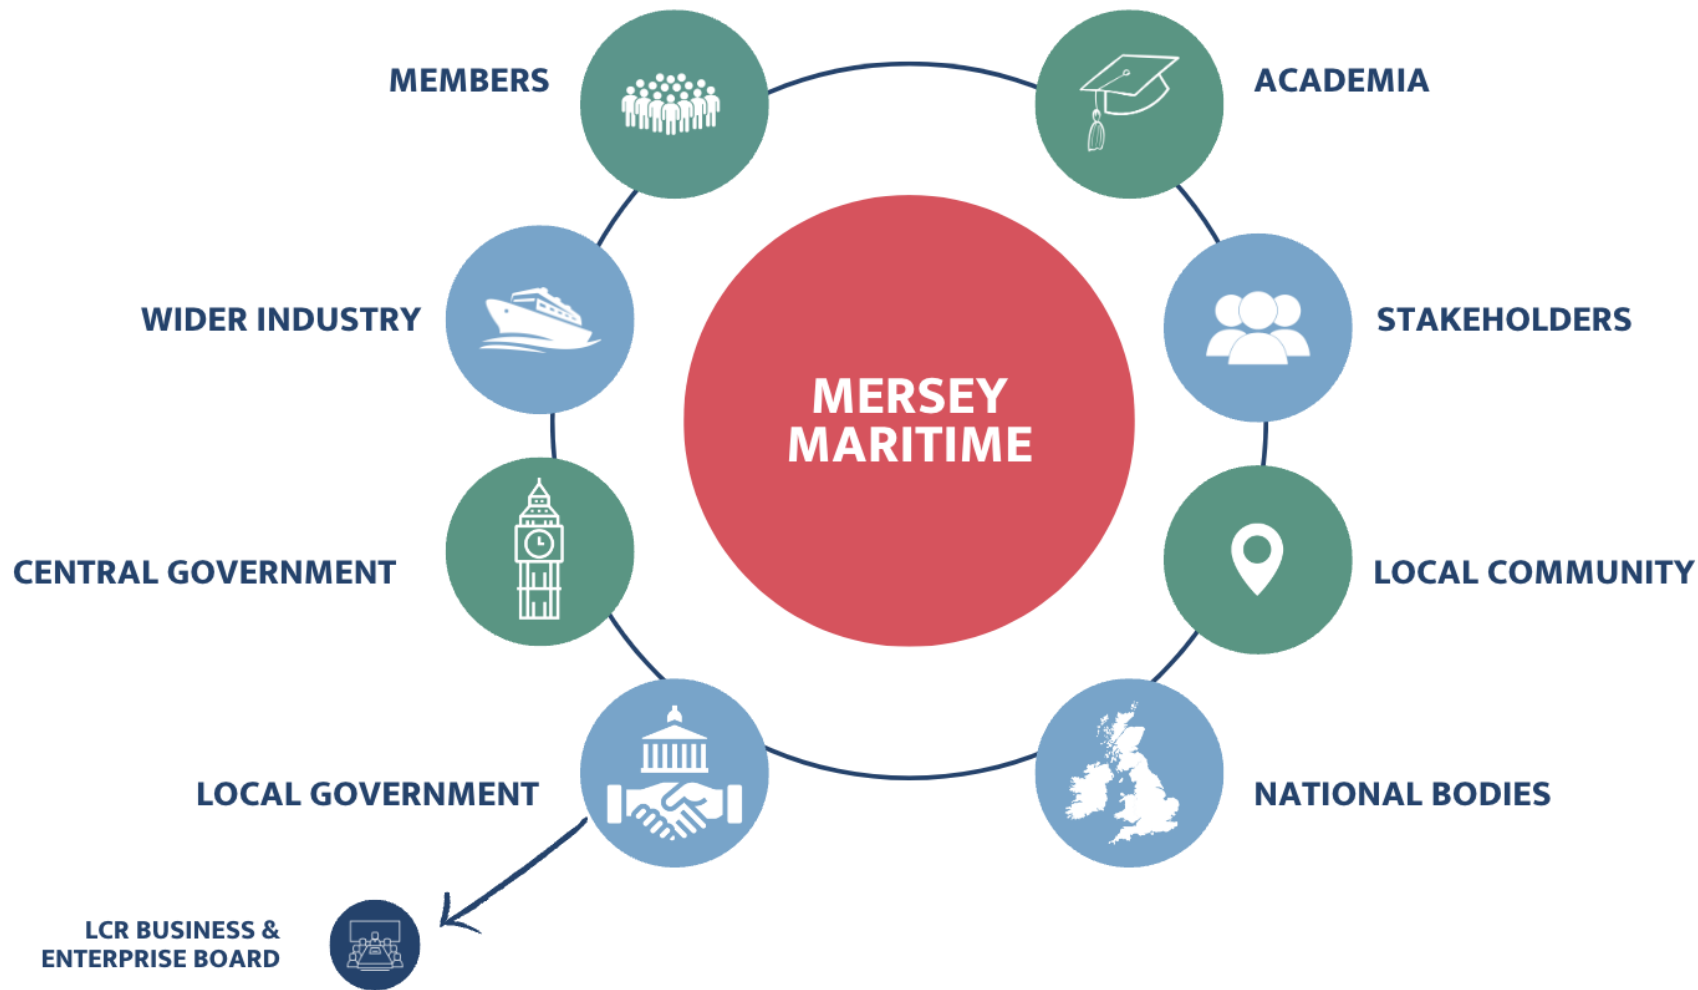 MEMBERS
ACADEMIA
WIDER INDUSTRY
STAKEHOLDERS
MERSEY
MARITIME
CENTRAL GOVERNMENT
LOCAL COMMUNITY
LOCAL GOVERNMENT
NATIONAL BODIES
LCR BUSINESS &
ENTERPRISE BOARD